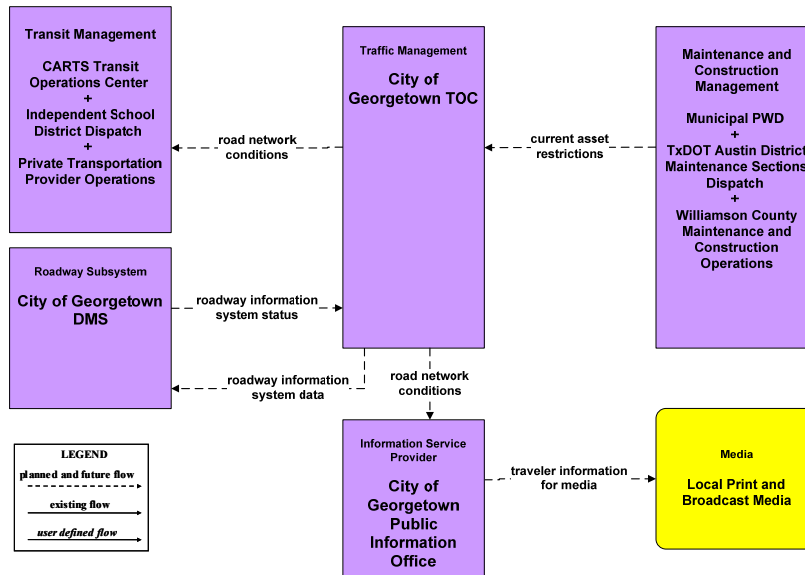 Transit Management
CARTS Transit
Operations Center
+
Independent School
District Dispatch
+
Private Transportation
Provider Operations
road network
conditions
Traffic Management
City of
Georgetown TOC
current asset
restrictions
Maintenance and
Construction
Management
Municipal PWD
+
TxDOT Austin District
Maintenance Sections
Dispatch
+
Williamson County
Maintenance and
Construction
Operations
Roadway Subsystem
City of Georgetown
DMS
roadway information
system status
roadway information
system data
road network
conditions
LEGEND
planned and future flow
existing flow
user defined flow
Information Service
Provider
City of
Georgetown
Public
Information
Office
traveler information
for media
Media
Local Print and
Broadcast Media